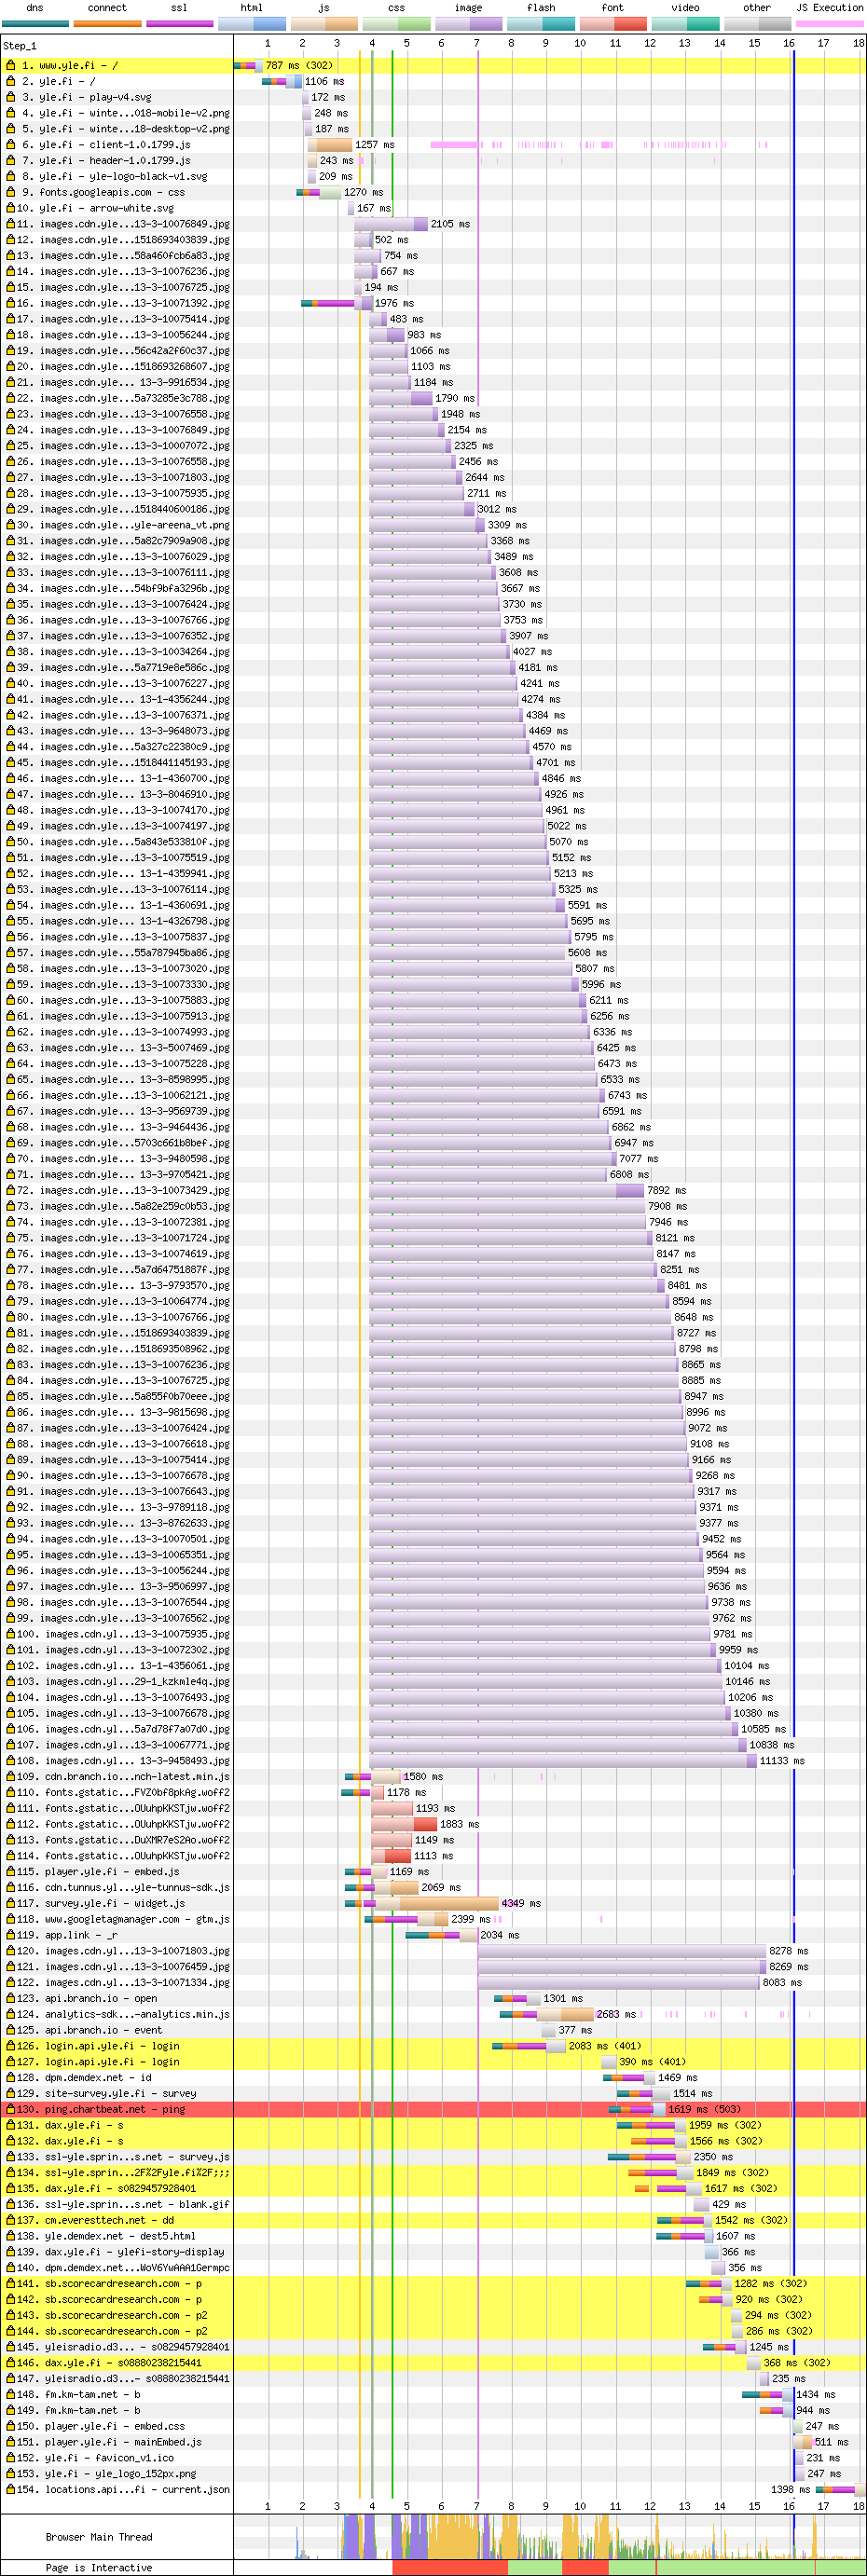 dns connect ssl html js css image flash font video other JS Execution
Step_1 1 2 3 4 5 6 7 8 9 10 11 12 13 14 15 16 17 18
1. www.yle.fi - / 787 ms (302)
2. yle.fi - / 1106 ms
3. yle.fi - play-v4.svg 172 ms
4. yle.fi - winte...018-mobile-v2.png 248 ms
5. yle.fi - winte...18-desktop-v2.png 187 ms
6. yle.fi - client-1.0.1799.js 1257 ms
7. yle.fi - header-1.0.1799.js 243 ms
8. yle.fi - yle-logo-black-v1.svg 209 ms
9. fonts.googleapis.com - css 1270 ms
10. yle.fi - arrow-white.svg 167 ms
11. images.cdn.yle...13-3-10076849.jpg 2105 ms
12. images.cdn.yle...1518693403839.jpg 502 ms
13. images.cdn.yle...58a460fcb6a83.jpg 754 ms
14. images.cdn.yle...13-3-10076236.jpg 667 ms
15. images.cdn.yle...13-3-10076725.jpg 194 ms
16. images.cdn.yle...13-3-10071392.jpg 1976 ms
17. images.cdn.yle...13-3-10075414.jpg 483 ms
18. images.cdn.yle...13-3-10056244.jpg 983 ms
19. images.cdn.yle...56c42a2f60c37.jpg 1066 ms
20. images.cdn.yle...1518693268607.jpg 1103 ms
21. images.cdn.yle... 13-3-9916534.jpg 1184 ms
22. images.cdn.yle...5a73285e3c788.jpg 1790 ms
23. images.cdn.yle...13-3-10076558.jpg 1948 ms
24. images.cdn.yle...13-3-10076849.jpg 2154 ms
25. images.cdn.yle...13-3-10007072.jpg 2325 ms
26. images.cdn.yle...13-3-10076558.jpg 2456 ms
27. images.cdn.yle...13-3-10071803.jpg 2644 ms
28. images.cdn.yle...13-3-10075935.jpg 2711 ms
29. images.cdn.yle...1518440600186.jpg 3012 ms
30. images.cdn.yle...yle-areena_vt.png 3309 ms
31. images.cdn.yle...5a82c7909a908.jpg 3368 ms
32. images.cdn.yle...13-3-10076029.jpg 3489 ms
33. images.cdn.yle...13-3-10076111.jpg 3608 ms
34. images.cdn.yle...54bf9bfa3296b.jpg 3667 ms
35. images.cdn.yle...13-3-10076424.jpg 3730 ms
36. images.cdn.yle...13-3-10076766.jpg 3753 ms
37. images.cdn.yle...13-3-10076352.jpg 3907 ms
38. images.cdn.yle...13-3-10034264.jpg 4027 ms
39. images.cdn.yle...5a7719e8e586c.jpg 4181 ms
40. images.cdn.yle...13-3-10076227.jpg 4241 ms
41. images.cdn.yle... 13-1-4356244.jpg 4274 ms
42. images.cdn.yle...13-3-10076371.jpg 4384 ms
43. images.cdn.yle... 13-3-9648073.jpg 4469 ms
44. images.cdn.yle...5a327c22380c9.jpg 4570 ms
45. images.cdn.yle...1518441145193.jpg 4701 ms
46. images.cdn.yle... 13-1-4360700.jpg 4846 ms
47. images.cdn.yle... 13-3-8046910.jpg 4926 ms
48. images.cdn.yle...13-3-10074170.jpg 4961 ms
49. images.cdn.yle...13-3-10074197.jpg 5022 ms
50. images.cdn.yle...5a843e533810f.jpg 5070 ms
51. images.cdn.yle...13-3-10075519.jpg 5152 ms
52. images.cdn.yle... 13-1-4359941.jpg 5213 ms
53. images.cdn.yle...13-3-10076114.jpg 5325 ms
54. images.cdn.yle... 13-1-4360691.jpg 5591 ms
55. images.cdn.yle... 13-1-4326798.jpg 5695 ms
56. images.cdn.yle...13-3-10075837.jpg 5795 ms
57. images.cdn.yle...55a787945ba86.jpg 5608 ms
58. images.cdn.yle...13-3-10073020.jpg 5807 ms
59. images.cdn.yle...13-3-10073330.jpg 5996 ms
60. images.cdn.yle...13-3-10075883.jpg 6211 ms
61. images.cdn.yle...13-3-10075913.jpg 6256 ms
62. images.cdn.yle...13-3-10074993.jpg 6336 ms
63. images.cdn.yle... 13-3-5007469.jpg 6425 ms
64. images.cdn.yle...13-3-10075228.jpg 6473 ms
65. images.cdn.yle... 13-3-8598995.jpg 6533 ms
66. images.cdn.yle...13-3-10062121.jpg 6743 ms
67. images.cdn.yle... 13-3-9569739.jpg 6591 ms
68. images.cdn.yle... 13-3-9464436.jpg 6862 ms
69. images.cdn.yle...5703c661b8bef.jpg 6947 ms
70. images.cdn.yle... 13-3-9480598.jpg 7077 ms
71. images.cdn.yle... 13-3-9705421.jpg 6808 ms
72. images.cdn.yle...13-3-10073429.jpg 7892 ms
73. images.cdn.yle...5a82e259c0b53.jpg 7908 ms
74. images.cdn.yle...13-3-10072381.jpg 7946 ms
75. images.cdn.yle...13-3-10071724.jpg 8121 ms
76. images.cdn.yle...13-3-10074619.jpg 8147 ms
77. images.cdn.yle...5a7d64751887f.jpg 8251 ms
78. images.cdn.yle... 13-3-9793570.jpg 8481 ms
79. images.cdn.yle...13-3-10064774.jpg 8594 ms
80. images.cdn.yle...13-3-10076766.jpg 8648 ms
81. images.cdn.yle...1518693403839.jpg 8727 ms
82. images.cdn.yle...1518693508962.jpg 8798 ms
83. images.cdn.yle...13-3-10076236.jpg 8865 ms
84. images.cdn.yle...13-3-10076725.jpg 8885 ms
85. images.cdn.yle...5a855f0b70eee.jpg 8947 ms
86. images.cdn.yle... 13-3-9815698.jpg 8996 ms
87. images.cdn.yle...13-3-10076424.jpg 9072 ms
88. images.cdn.yle...13-3-10076618.jpg 9108 ms
89. images.cdn.yle...13-3-10075414.jpg 9166 ms
90. images.cdn.yle...13-3-10076678.jpg 9268 ms
91. images.cdn.yle...13-3-10076643.jpg 9317 ms
92. images.cdn.yle... 13-3-9789118.jpg 9371 ms
93. images.cdn.yle... 13-3-8762633.jpg 9377 ms
94. images.cdn.yle...13-3-10070501.jpg 9452 ms
95. images.cdn.yle...13-3-10065351.jpg 9564 ms
96. images.cdn.yle...13-3-10056244.jpg 9594 ms
97. images.cdn.yle... 13-3-9506997.jpg 9636 ms
98. images.cdn.yle...13-3-10076544.jpg 9738 ms
99. images.cdn.yle...13-3-10076562.jpg 9762 ms
100. images.cdn.yl...13-3-10075935.jpg 9781 ms
101. images.cdn.yl...13-3-10072302.jpg 9959 ms
102. images.cdn.yl... 13-1-4356061.jpg 10104 ms
103. images.cdn.yl...29-1_kzkmle4q.jpg 10146 ms
104. images.cdn.yl...13-3-10076493.jpg 10206 ms
105. images.cdn.yl...13-3-10076678.jpg 10380 ms
106. images.cdn.yl...5a7d78f7a07d0.jpg 10585 ms
107. images.cdn.yl...13-3-10067771.jpg 10838 ms
108. images.cdn.yl... 13-3-9458493.jpg 11133 ms
109. cdn.branch.io...nch-latest.min.js 1580 ms
110. fonts.gstatic...FVZ0bf8pkAg.woff2 1178 ms
111. fonts.gstatic...OUuhpKKSTjw.woff2 1193 ms
112. fonts.gstatic...OUuhpKKSTjw.woff2 1883 ms
113. fonts.gstatic...DuXMR7eS2Ao.woff2 1149 ms
114. fonts.gstatic...OUuhpKKSTjw.woff2 1113 ms
115. player.yle.fi - embed.js 1169 ms
116. cdn.tunnus.yl...yle-tunnus-sdk.js 2069 ms
117. survey.yle.fi - widget.js 4349 ms
118. www.googletagmanager.com - gtm.js 2399 ms
119. app.link - _r 2034 ms
120. images.cdn.yl...13-3-10071803.jpg 8278 ms
121. images.cdn.yl...13-3-10076459.jpg 8269 ms
122. images.cdn.yl...13-3-10071334.jpg 8083 ms
123. api.branch.io - open 1301 ms
124. analytics-sdk...-analytics.min.js 2683 ms
125. api.branch.io - event 377 ms
126. login.api.yle.fi - login 2083 ms (401)
127. login.api.yle.fi - login 390 ms (401)
128. dpm.demdex.net - id 1469 ms
129. site-survey.yle.fi - survey 1514 ms
130. ping.chartbeat.net - ping 1619 ms (503)
131. dax.yle.fi - s 1959 ms (302)
132. dax.yle.fi - s 1566 ms (302)
133. ssl-yle.sprin...s.net - survey.js 2350 ms
134. ssl-yle.sprin...2F%2Fyle.fi%2F;;; 1849 ms (302)
135. dax.yle.fi - s0829457928401 1617 ms (302)
136. ssl-yle.sprin...s.net - blank.gif 429 ms
137. cm.everesttech.net - dd 1542 ms (302)
138. yle.demdex.net - dest5.html 1607 ms
139. dax.yle.fi - ylefi-story-display 366 ms
140. dpm.demdex.net...WoV6YwAAA1Germpc 356 ms
141. sb.scorecardresearch.com - p 1282 ms (302)
142. sb.scorecardresearch.com - p 920 ms (302)
143. sb.scorecardresearch.com - p2 294 ms (302)
144. sb.scorecardresearch.com - p2 286 ms (302)
145. yleisradio.d3... - s0829457928401 1245 ms
146. dax.yle.fi - s08880238215441 368 ms (302)
147. yleisradio.d3...- s08880238215441 235 ms
148. fm.km-tam.net - b 1434 ms
149. fm.km-tam.net - b 944 ms
150. player.yle.fi - embed.css 247 ms
151. player.yle.fi - mainEmbed.js 511 ms
152. yle.fi - favicon_v1.ico 231 ms
153. yle.fi - yle_logo_152px.png 247 ms
154. locations.api...fi - current.json 1398 ms
1 2 3 4 5 6 7 8 9 10 11 12 13 14 15 16 17 18
Browser Main Thread
Page is Interactive